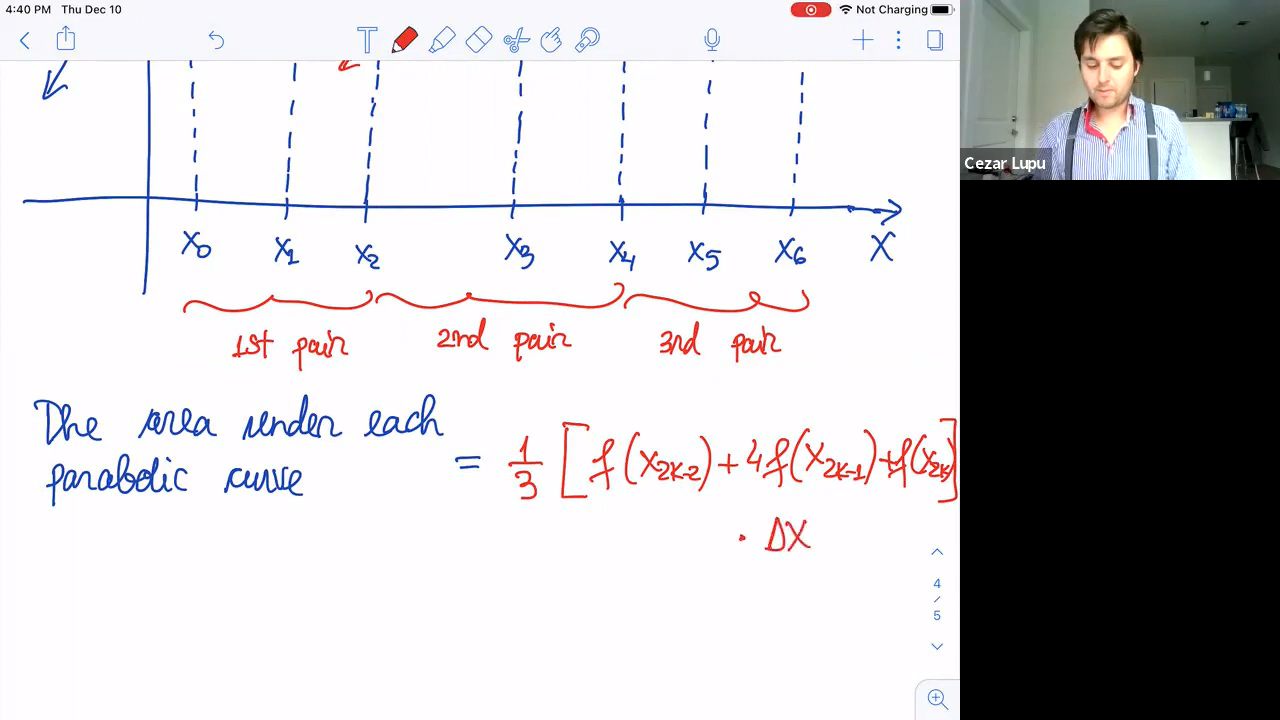 4:40 PM Thu Dec 10
Not Charging
T
Cezar Lupu
x₀ x₁ x₂ x₃ x₄ x₅ x₆ X
1st pair 2nd pair 3rd pair
The area under each
parabolic curve
= 1/3 [f(x₂ₖ₋₂) + 4f(x₂ₖ₋₁) + f(x₂ₖ)]
· ΔX
4
/
5